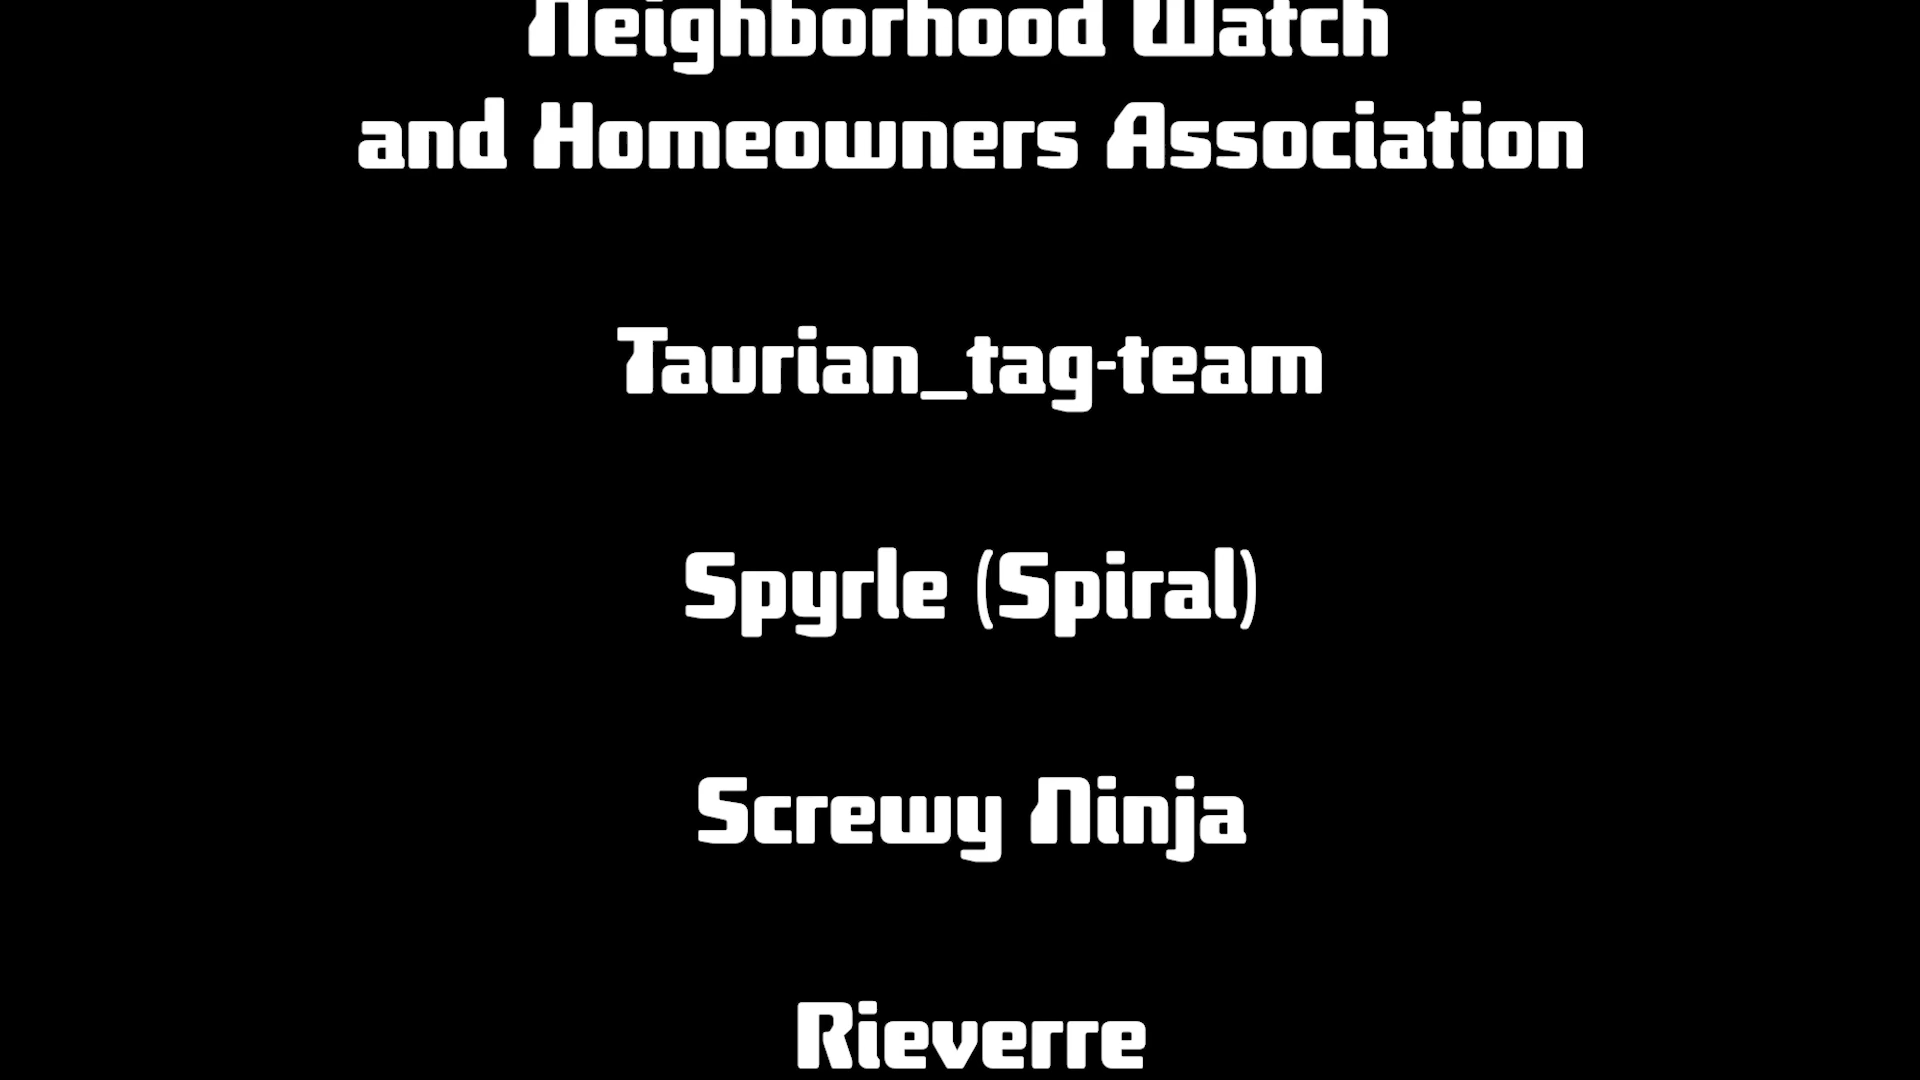 Neighborhood Watch
and Homeowners Association
Taurian_tag-team
Spyrle (Spiral)
Screwy Ninja
Rieverre